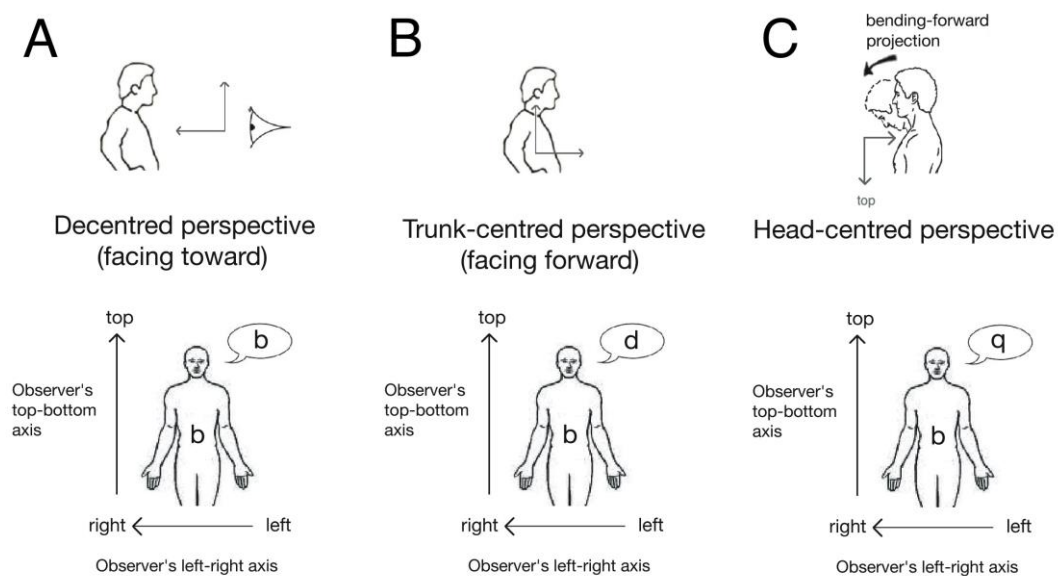 A
B
C
bending-forward
projection
top
Decentred perspective
(facing toward)
Trunk-centred perspective
(facing forward)
Head-centred perspective
top
b
Observer's
top-bottom
axis
b
right
left
Observer's left-right axis
top
d
Observer's
top-bottom
axis
b
right
left
Observer's left-right axis
top
q
Observer's
top-bottom
axis
b
right
left
Observer's left-right axis